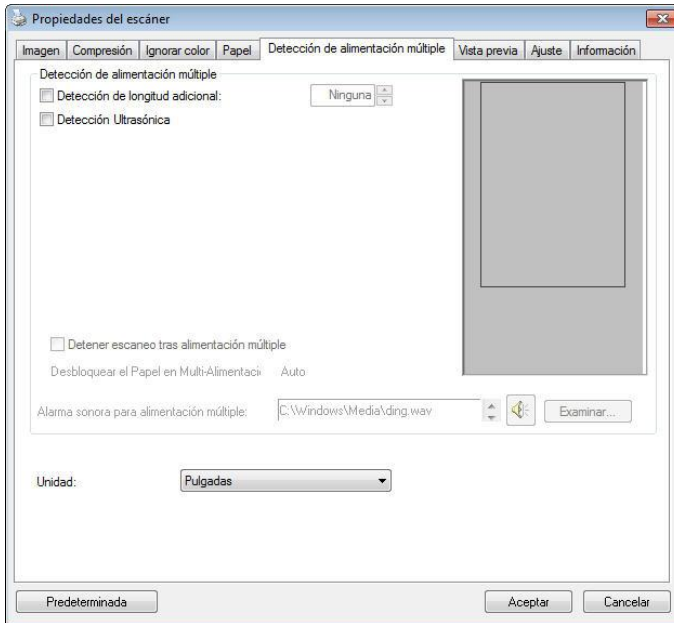 Propiedades del escáner
Imagen Compresión Ignorar color Papel Detección de alimentación múltiple Vista previa Ajuste Información
Detección de alimentación múltiple
Detección de longitud adicional: Ninguna
Detección Ultrasónica
Detener escaneo tras alimentación múltiple
Desbloquear el Papel en Multi-Alimentaci Auto
Alarma sonora para alimentación múltiple: C:\Windows\Media\ding.wav Examinar...
Unidad: Pulgadas
Predeterminada Aceptar Cancelar